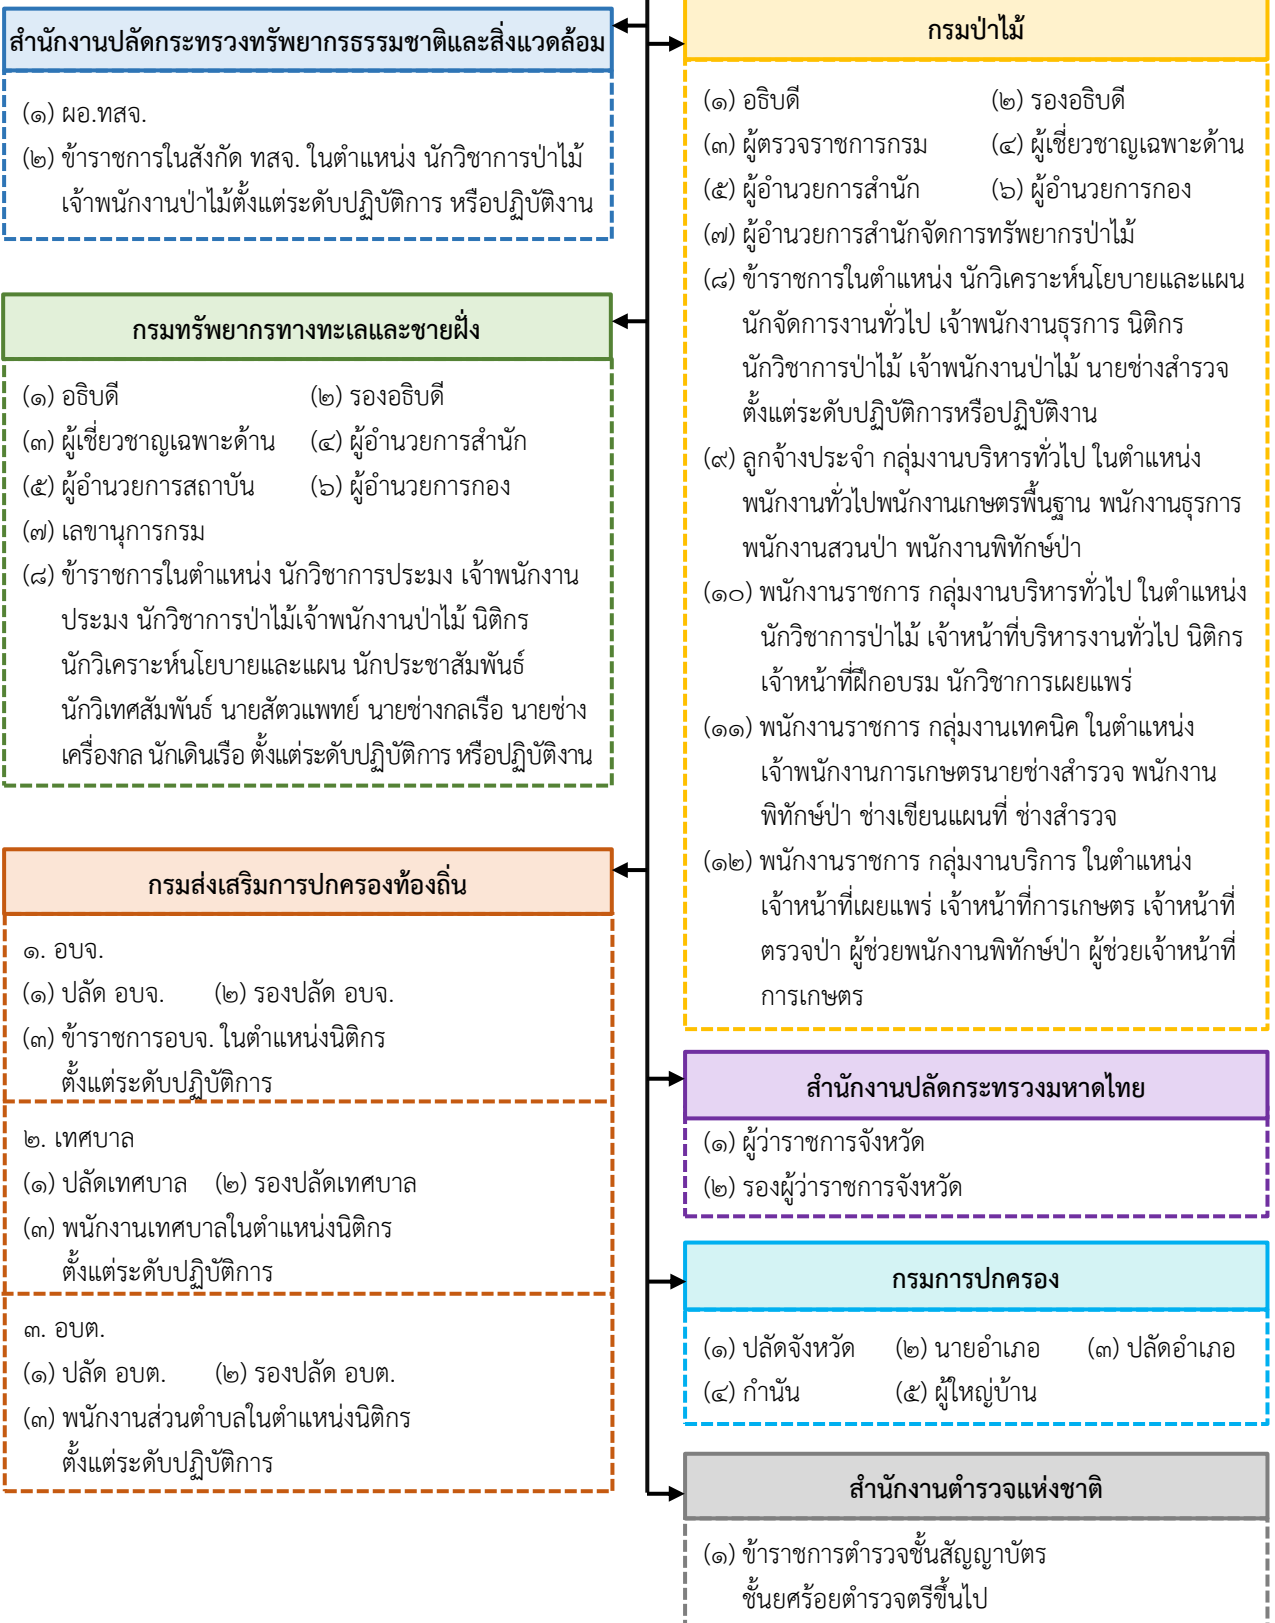 สำนักงานปลัดกระทรวงทรัพยากรธรรมชาติและสิ่งแวดล้อม
(๑) ผอ.ทสจ.
(๒) ข้าราชการในสังกัด ทสจ. ในตำแหน่ง นักวิชาการป่าไม้
เจ้าพนักงานป่าไม้ตั้งแต่ระดับปฏิบัติการ หรือปฏิบัติงาน
กรมทรัพยากรทางทะเลและชายฝั่ง
(๑) อธิบดี (๒) รองอธิบดี
(๓) ผู้เชี่ยวชาญเฉพาะด้าน (๔) ผู้อำนวยการสำนัก
(๕) ผู้อำนวยการสถาบัน (๖) ผู้อำนวยการกอง
(๗) เลขานุการกรม
(๘) ข้าราชการในตำแหน่ง นักวิชาการประมง เจ้าพนักงาน
ประมง นักวิชาการป่าไม้เจ้าพนักงานป่าไม้ นิติกร
นักวิเคราะห์นโยบายและแผน นักประชาสัมพันธ์
นักวิเทศสัมพันธ์ นายสัตวแพทย์ นายช่างกลเรือ นายช่าง
เครื่องกล นักเดินเรือ ตั้งแต่ระดับปฏิบัติการ หรือปฏิบัติงาน
กรมส่งเสริมการปกครองท้องถิ่น
๑. อบจ.
(๑) ปลัด อบจ. (๒) รองปลัด อบจ.
(๓) ข้าราชการอบจ. ในตำแหน่งนิติกร
ตั้งแต่ระดับปฏิบัติการ
๒. เทศบาล
(๑) ปลัดเทศบาล (๒) รองปลัดเทศบาล
(๓) พนักงานเทศบาลในตำแหน่งนิติกร
ตั้งแต่ระดับปฏิบัติการ
๓. อบต.
(๑) ปลัด อบต. (๒) รองปลัด อบต.
(๓) พนักงานส่วนตำบลในตำแหน่งนิติกร
ตั้งแต่ระดับปฏิบัติการ
กรมป่าไม้
(๑) อธิบดี (๒) รองอธิบดี
(๓) ผู้ตรวจราชการกรม (๔) ผู้เชี่ยวชาญเฉพาะด้าน
(๕) ผู้อำนวยการสำนัก (๖) ผู้อำนวยการกอง
(๗) ผู้อำนวยการสำนักจัดการทรัพยากรป่าไม้
(๘) ข้าราชการในตำแหน่ง นักวิเคราะห์นโยบายและแผน
นักจัดการงานทั่วไป เจ้าพนักงานธุรการ นิติกร
นักวิชาการป่าไม้ เจ้าพนักงานป่าไม้ นายช่างสำรวจ
ตั้งแต่ระดับปฏิบัติการหรือปฏิบัติงาน
(๙) ลูกจ้างประจำ กลุ่มงานบริหารทั่วไป ในตำแหน่ง
พนักงานทั่วไปพนักงานเกษตรพื้นฐาน พนักงานธุรการ
พนักงานสวนป่า พนักงานพิทักษ์ป่า
(๑๐) พนักงานราชการ กลุ่มงานบริหารทั่วไป ในตำแหน่ง
นักวิชาการป่าไม้ เจ้าหน้าที่บริหารงานทั่วไป นิติกร
เจ้าหน้าที่ฝึกอบรม นักวิชาการเผยแพร่
(๑๑) พนักงานราชการ กลุ่มงานเทคนิค ในตำแหน่ง
เจ้าพนักงานการเกษตรนายช่างสำรวจ พนักงาน
พิทักษ์ป่า ช่างเขียนแผนที่ ช่างสำรวจ
(๑๒) พนักงานราชการ กลุ่มงานบริการ ในตำแหน่ง
เจ้าหน้าที่เผยแพร่ เจ้าหน้าที่การเกษตร เจ้าหน้าที่
ตรวจป่า ผู้ช่วยพนักงานพิทักษ์ป่า ผู้ช่วยเจ้าหน้าที่
การเกษตร
สำนักงานปลัดกระทรวงมหาดไทย
(๑) ผู้ว่าราชการจังหวัด
(๒) รองผู้ว่าราชการจังหวัด
กรมการปกครอง
(๑) ปลัดจังหวัด (๒) นายอำเภอ (๓) ปลัดอำเภอ
(๔) กำนัน (๕) ผู้ใหญ่บ้าน
สำนักงานตำรวจแห่งชาติ
(๑) ข้าราชการตำรวจชั้นสัญญาบัตร
ชั้นยศร้อยตำรวจตรีขึ้นไป